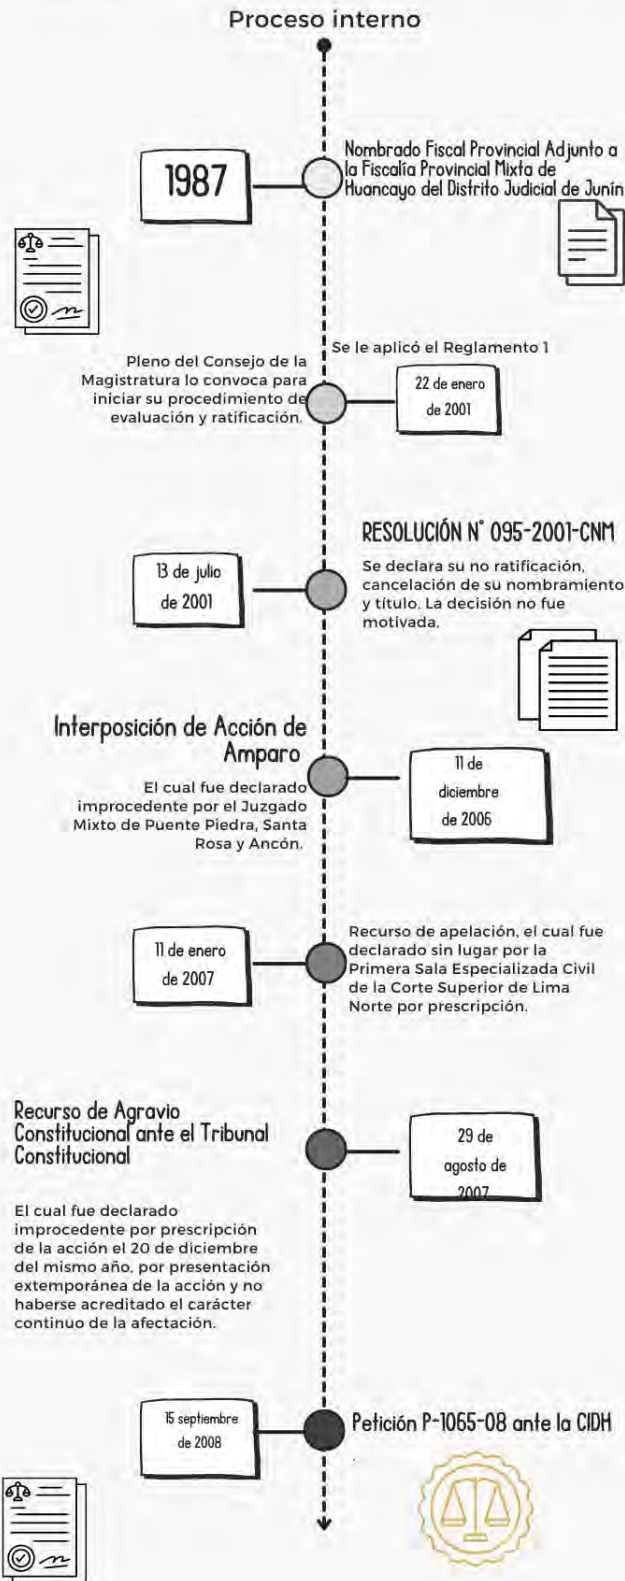 Proceso interno
1987
Nombrado Fiscal Provincial Adjunto a
la Fiscalía Provincial Mixta de
Huancayo del Distrito Judicial de Junín
Se le aplicó el Reglamento 1
Pleno del Consejo de la
Magistratura lo convoca para
iniciar su procedimiento de
evaluación y ratificación.
22 de enero
de 2001
RESOLUCIÓN N° 095-2001-CNM
13 de julio
de 2001
Se declara su no ratificación,
cancelación de su nombramiento
y título. La decisión no fue
motivada.
Interposición de Acción de
Amparo
El cual fue declarado
improcedente por el Juzgado
Mixto de Puente Piedra, Santa
Rosa y Ancón.
11 de
diciembre
de 2006
11 de enero
de 2007
Recurso de apelación, el cual fue
declarado sin lugar por la
Primera Sala Especializada Civil
de la Corte Superior de Lima
Norte por prescripción.
Recurso de Agravio
Constitucional ante el Tribunal
Constitucional
29 de
agosto de
2007
El cual fue declarado
improcedente por prescripción
de la acción el 20 de diciembre
del mismo año, por presentación
extemporánea de la acción y no
haberse acreditado el carácter
continuo de la afectación.
15 septiembre
de 2008
Petición P-1065-08 ante la CIDH